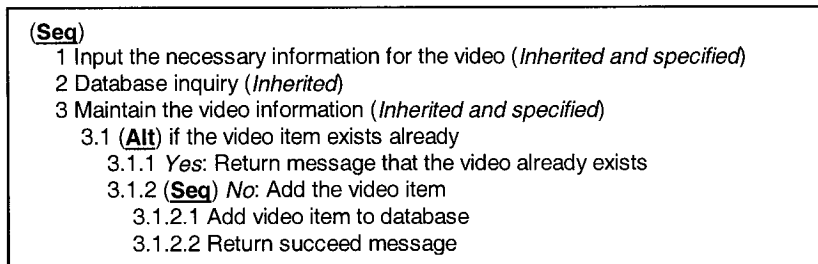 (Seq)
1 Input the necessary information for the video (Inherited and specified)
2 Database inquiry (Inherited)
3 Maintain the video information (Inherited and specified)
3.1 (Alt) if the video item exists already
3.1.1 Yes: Return message that the video already exists
3.1.2 (Seq) No: Add the video item
3.1.2.1 Add video item to database
3.1.2.2 Return succeed message